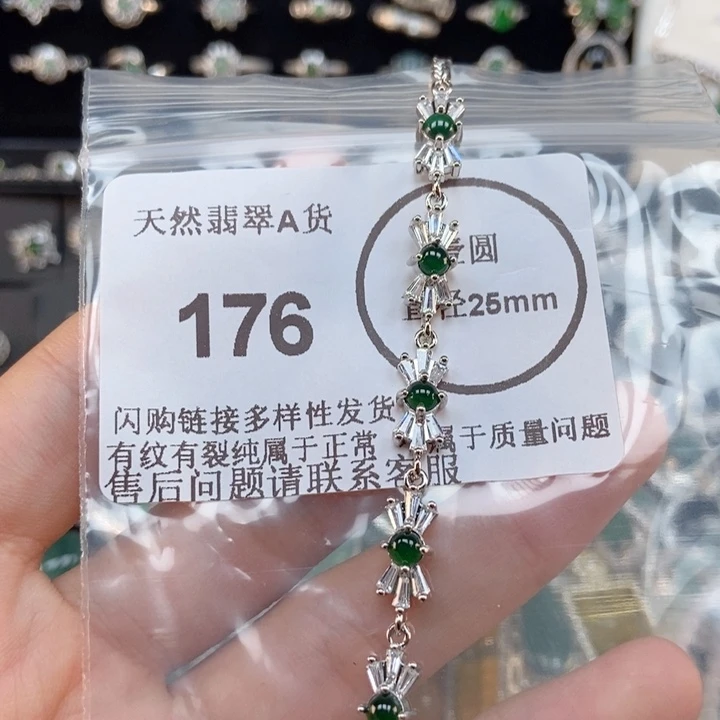 天然翡翠A货
圆
176
径25mm
闪购链接多样性发货
有纹有裂纯属于正常 属于质量问题
售后问题请联系客服